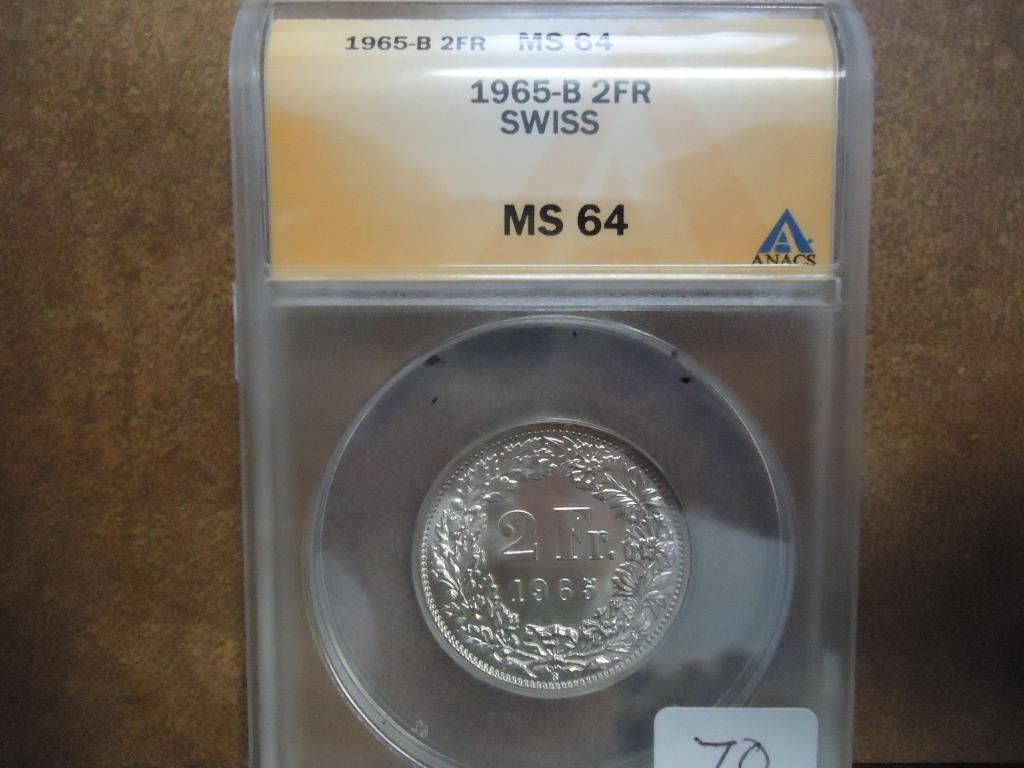 1965-B 2FR MS 64
1965-B 2FR
SWISS
MS 64
ANACS
2 Fr.
1965
B
70